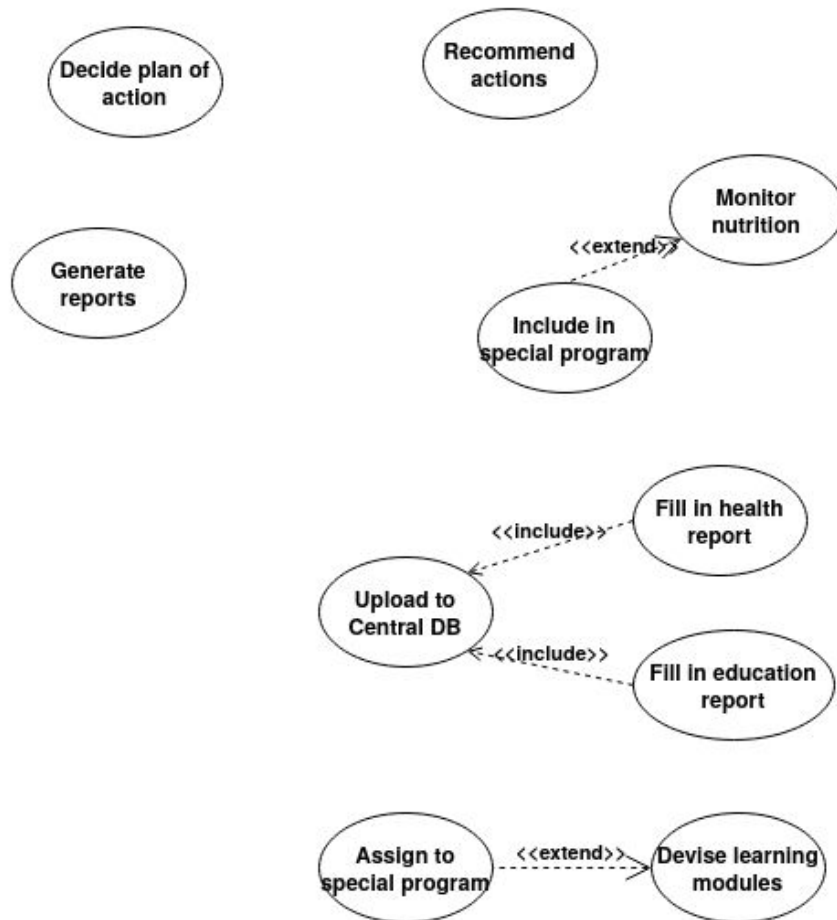 Decide plan of
action
Recommend
actions
Monitor
nutrition
<<extend>>
Generate
reports
Include in
special program
Fill in health
report
<<include>>
Upload to
Central DB
<<include>>
Fill in education
report
Assign to
special program
<<extend>>
Devise learning
modules